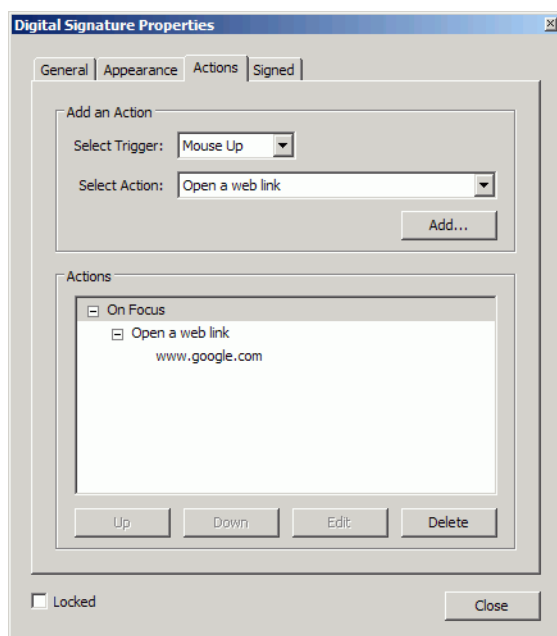 Digital Signature Properties
General Appearance Actions Signed
Add an Action
Select Trigger: Mouse Up
Select Action: Open a web link
Add...
Actions
On Focus
Open a web link
www.google.com
Up Down Edit Delete
Locked
Close